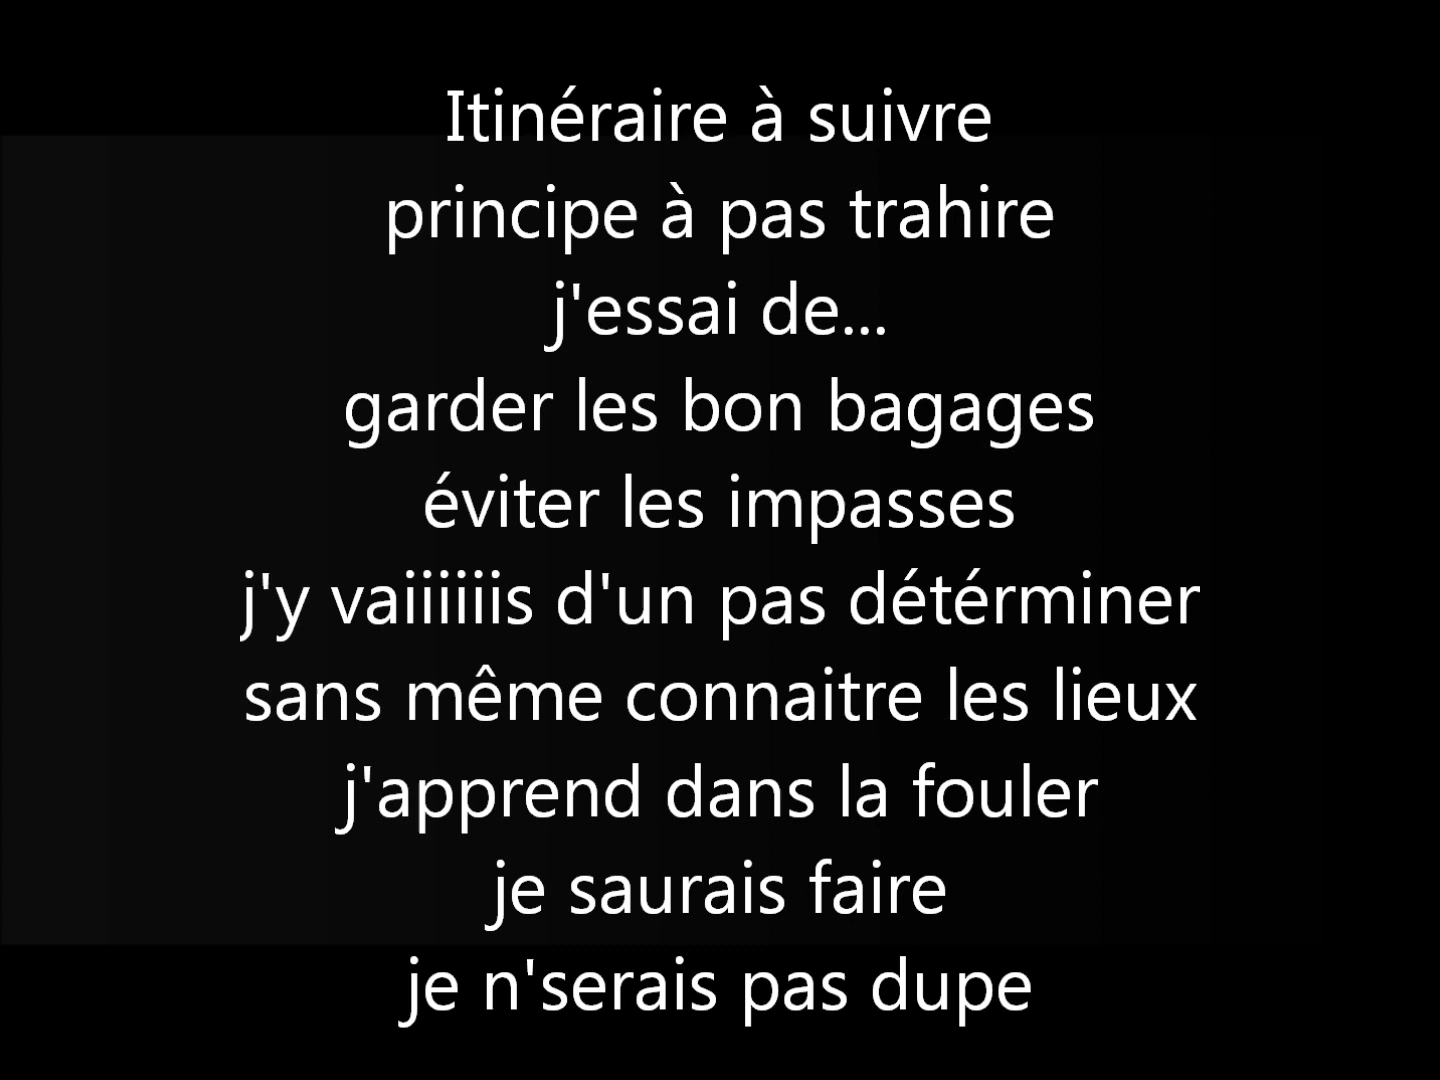 Itinéraire à suivre
principe à pas trahire
j'essai de...
garder les bon bagages
éviter les impasses
j'y vaiiiiiis d'un pas détérminer
sans même connaitre les lieux
j'apprend dans la fouler
je saurais faire
je n'serais pas dupe